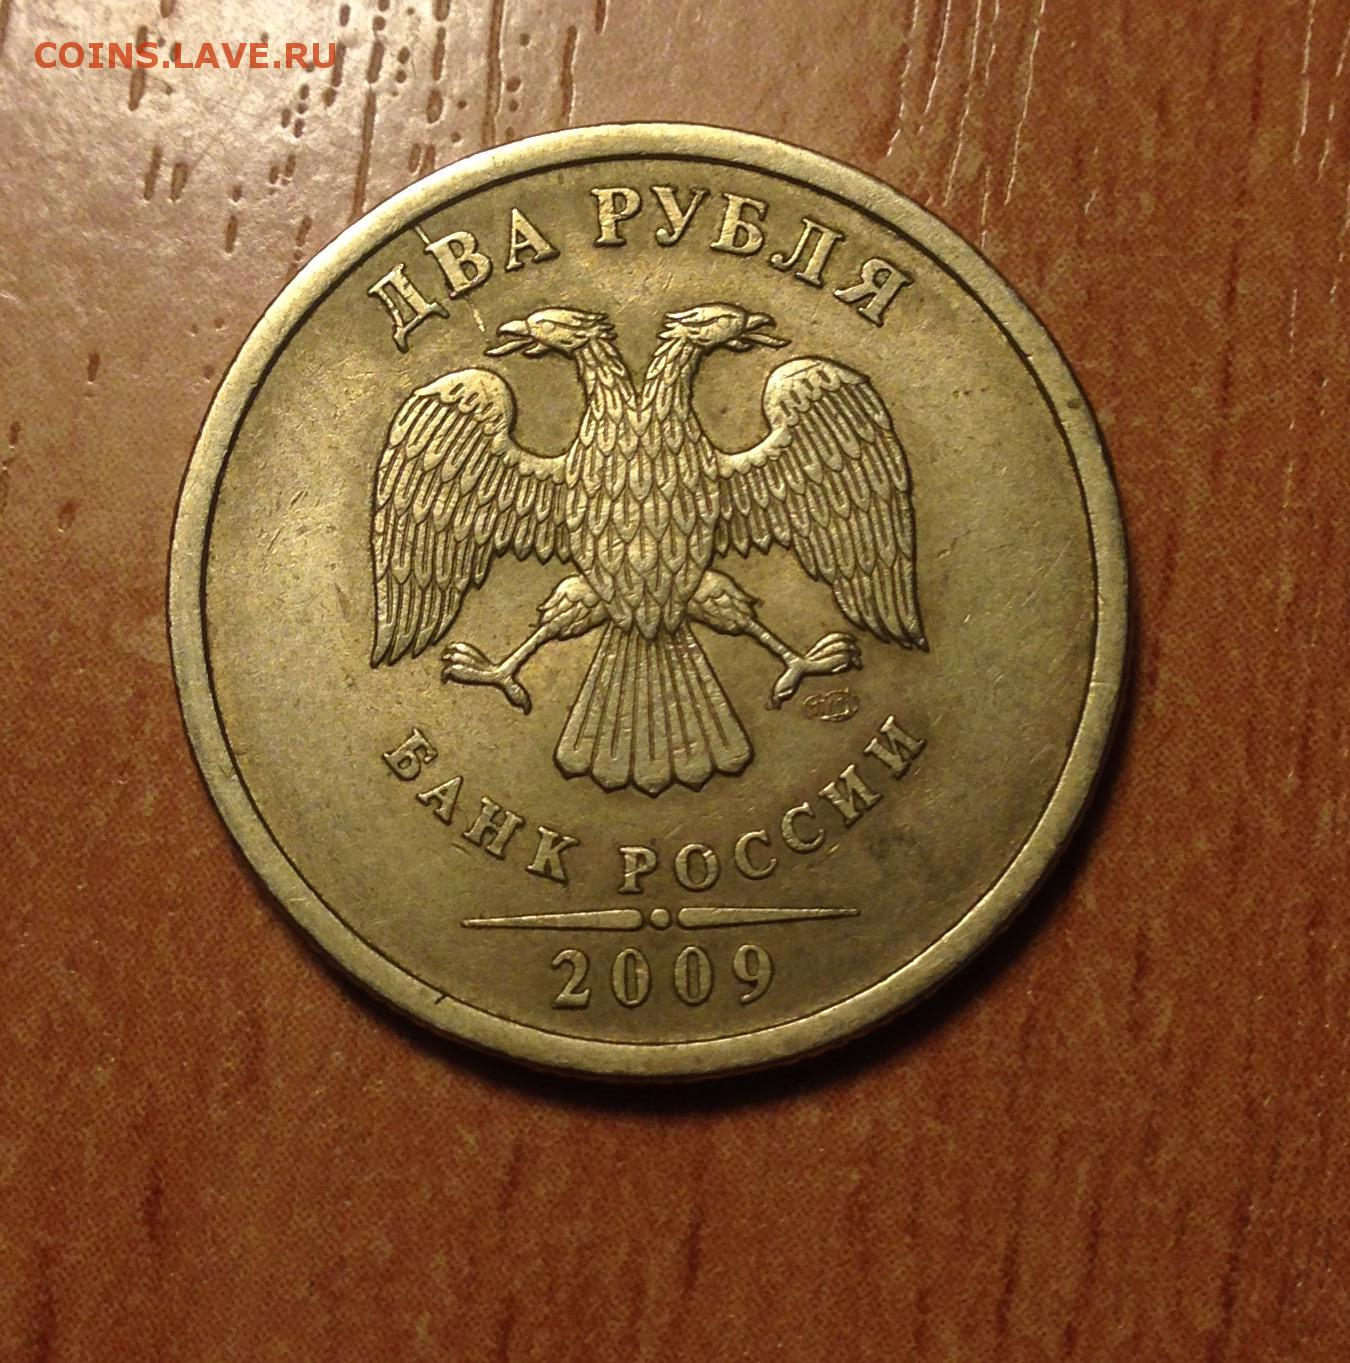 COINS.LAVE.RU
ДВА РУБЛЯ
БАНК РОССИИ
2009